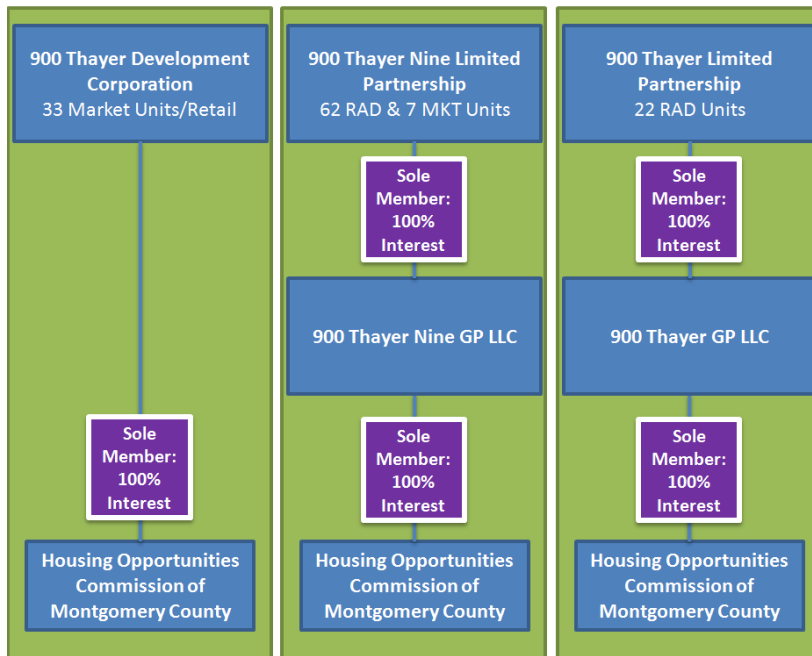 900 Thayer Development
Corporation
33 Market Units/Retail
Sole
Member:
100%
Interest
Housing Opportunities
Commission of
Montgomery County
900 Thayer Nine Limited
Partnership
62 RAD & 7 MKT Units
Sole
Member:
100%
Interest
900 Thayer Nine GP LLC
Sole
Member:
100%
Interest
Housing Opportunities
Commission of
Montgomery County
900 Thayer Limited
Partnership
22 RAD Units
Sole
Member:
100%
Interest
900 Thayer GP LLC
Sole
Member:
100%
Interest
Housing Opportunities
Commission of
Montgomery County